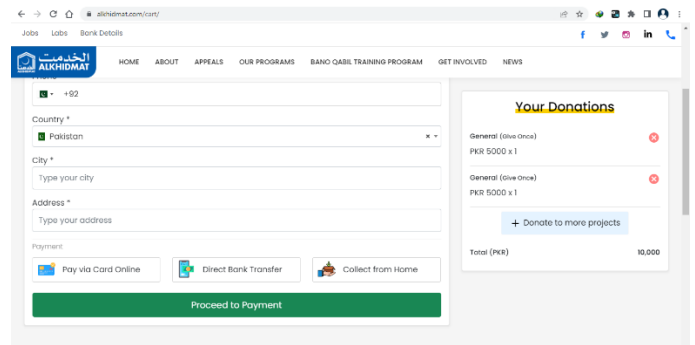 alkhidmat.com/cart/
Jobs Labs Bank Details
الخدمت
ALKHIDMAT
HOME ABOUT APPEALS OUR PROGRAMS BANO QABIL TRAINING PROGRAM GET INVOLVED NEWS
+92
Country *
Pakistan
City *
Type your city
Address *
Type your address
Payment
Pay via Card Online Direct Bank Transfer Collect from Home
Proceed to Payment
Your Donations
General (Give Once)
PKR 5000 x 1
General (Give Once)
PKR 5000 x 1
+ Donate to more projects
Total (PKR) 10,000